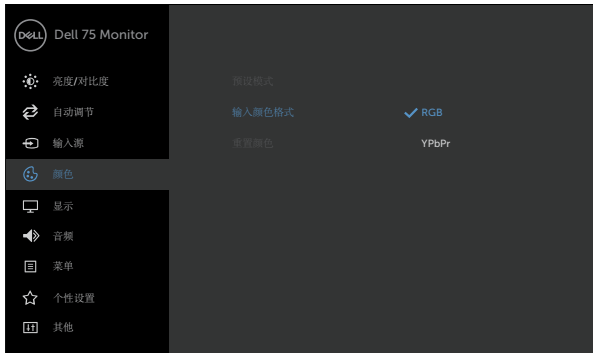 DELL Dell 75 Monitor
亮度/对比度
预设模式
自动调节
输入颜色格式 RGB
输入源
重置颜色 YPbPr
颜色
显示
音频
菜单
个性设置
其他